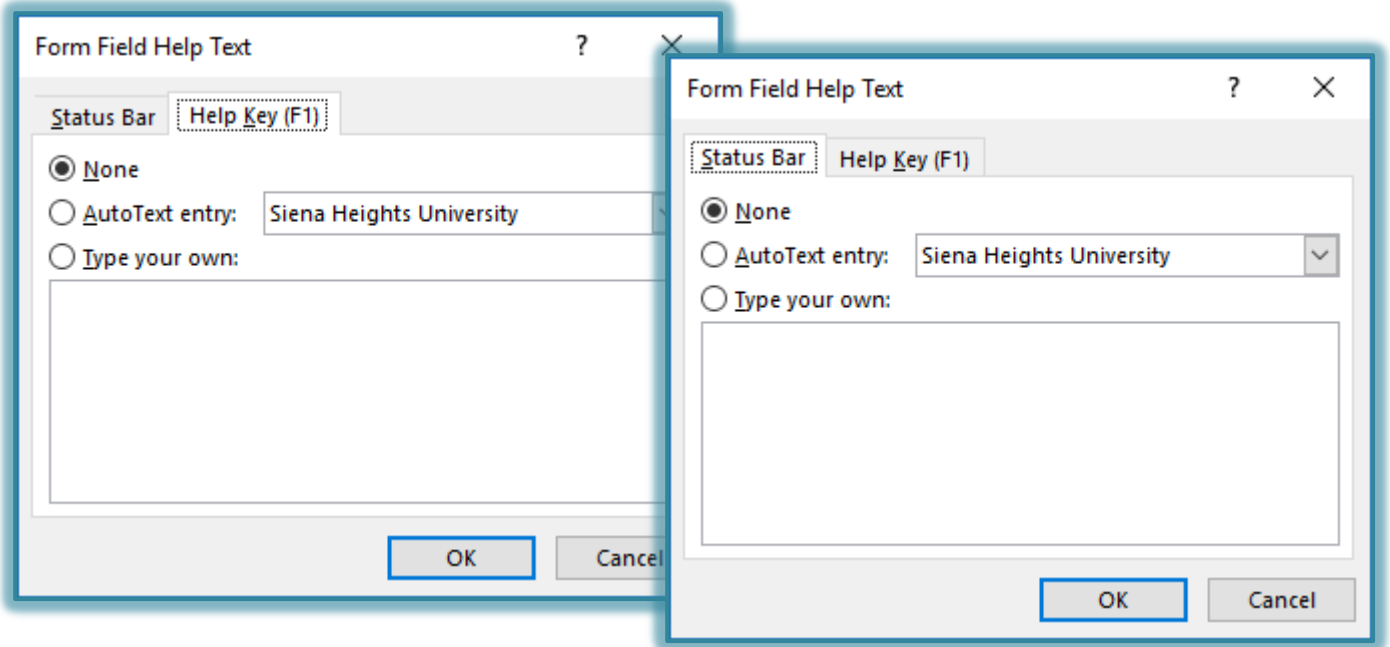 Form Field Help Text ?
Status Bar Help Key (F1)
None
AutoText entry: Siena Heights University
Type your own:
OK Cancel
Form Field Help Text ?
Status Bar Help Key (F1)
None
AutoText entry: Siena Heights University
Type your own:
OK Cancel